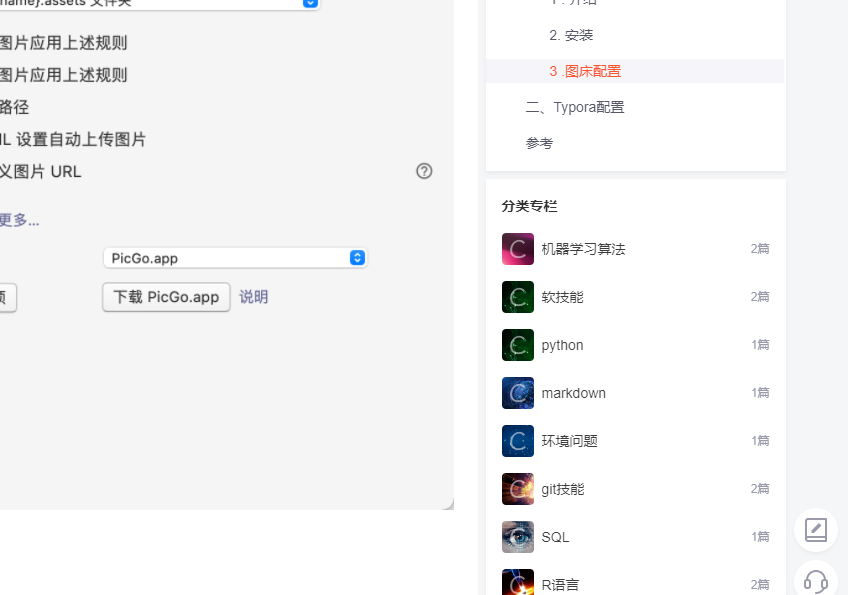 name}.assets 文件夹
图片应用上述规则
图片应用上述规则
路径
设置自动上传图片
义图片 URL
更多...
PicGo.app
下载 PicGo.app 说明
1. 介绍
2. 安装
3 .图床配置
二、Typora配置
参考
分类专栏
机器学习算法 2篇
软技能 2篇
python 1篇
markdown 1篇
环境问题 1篇
git技能 2篇
SQL 1篇
R语言 2篇